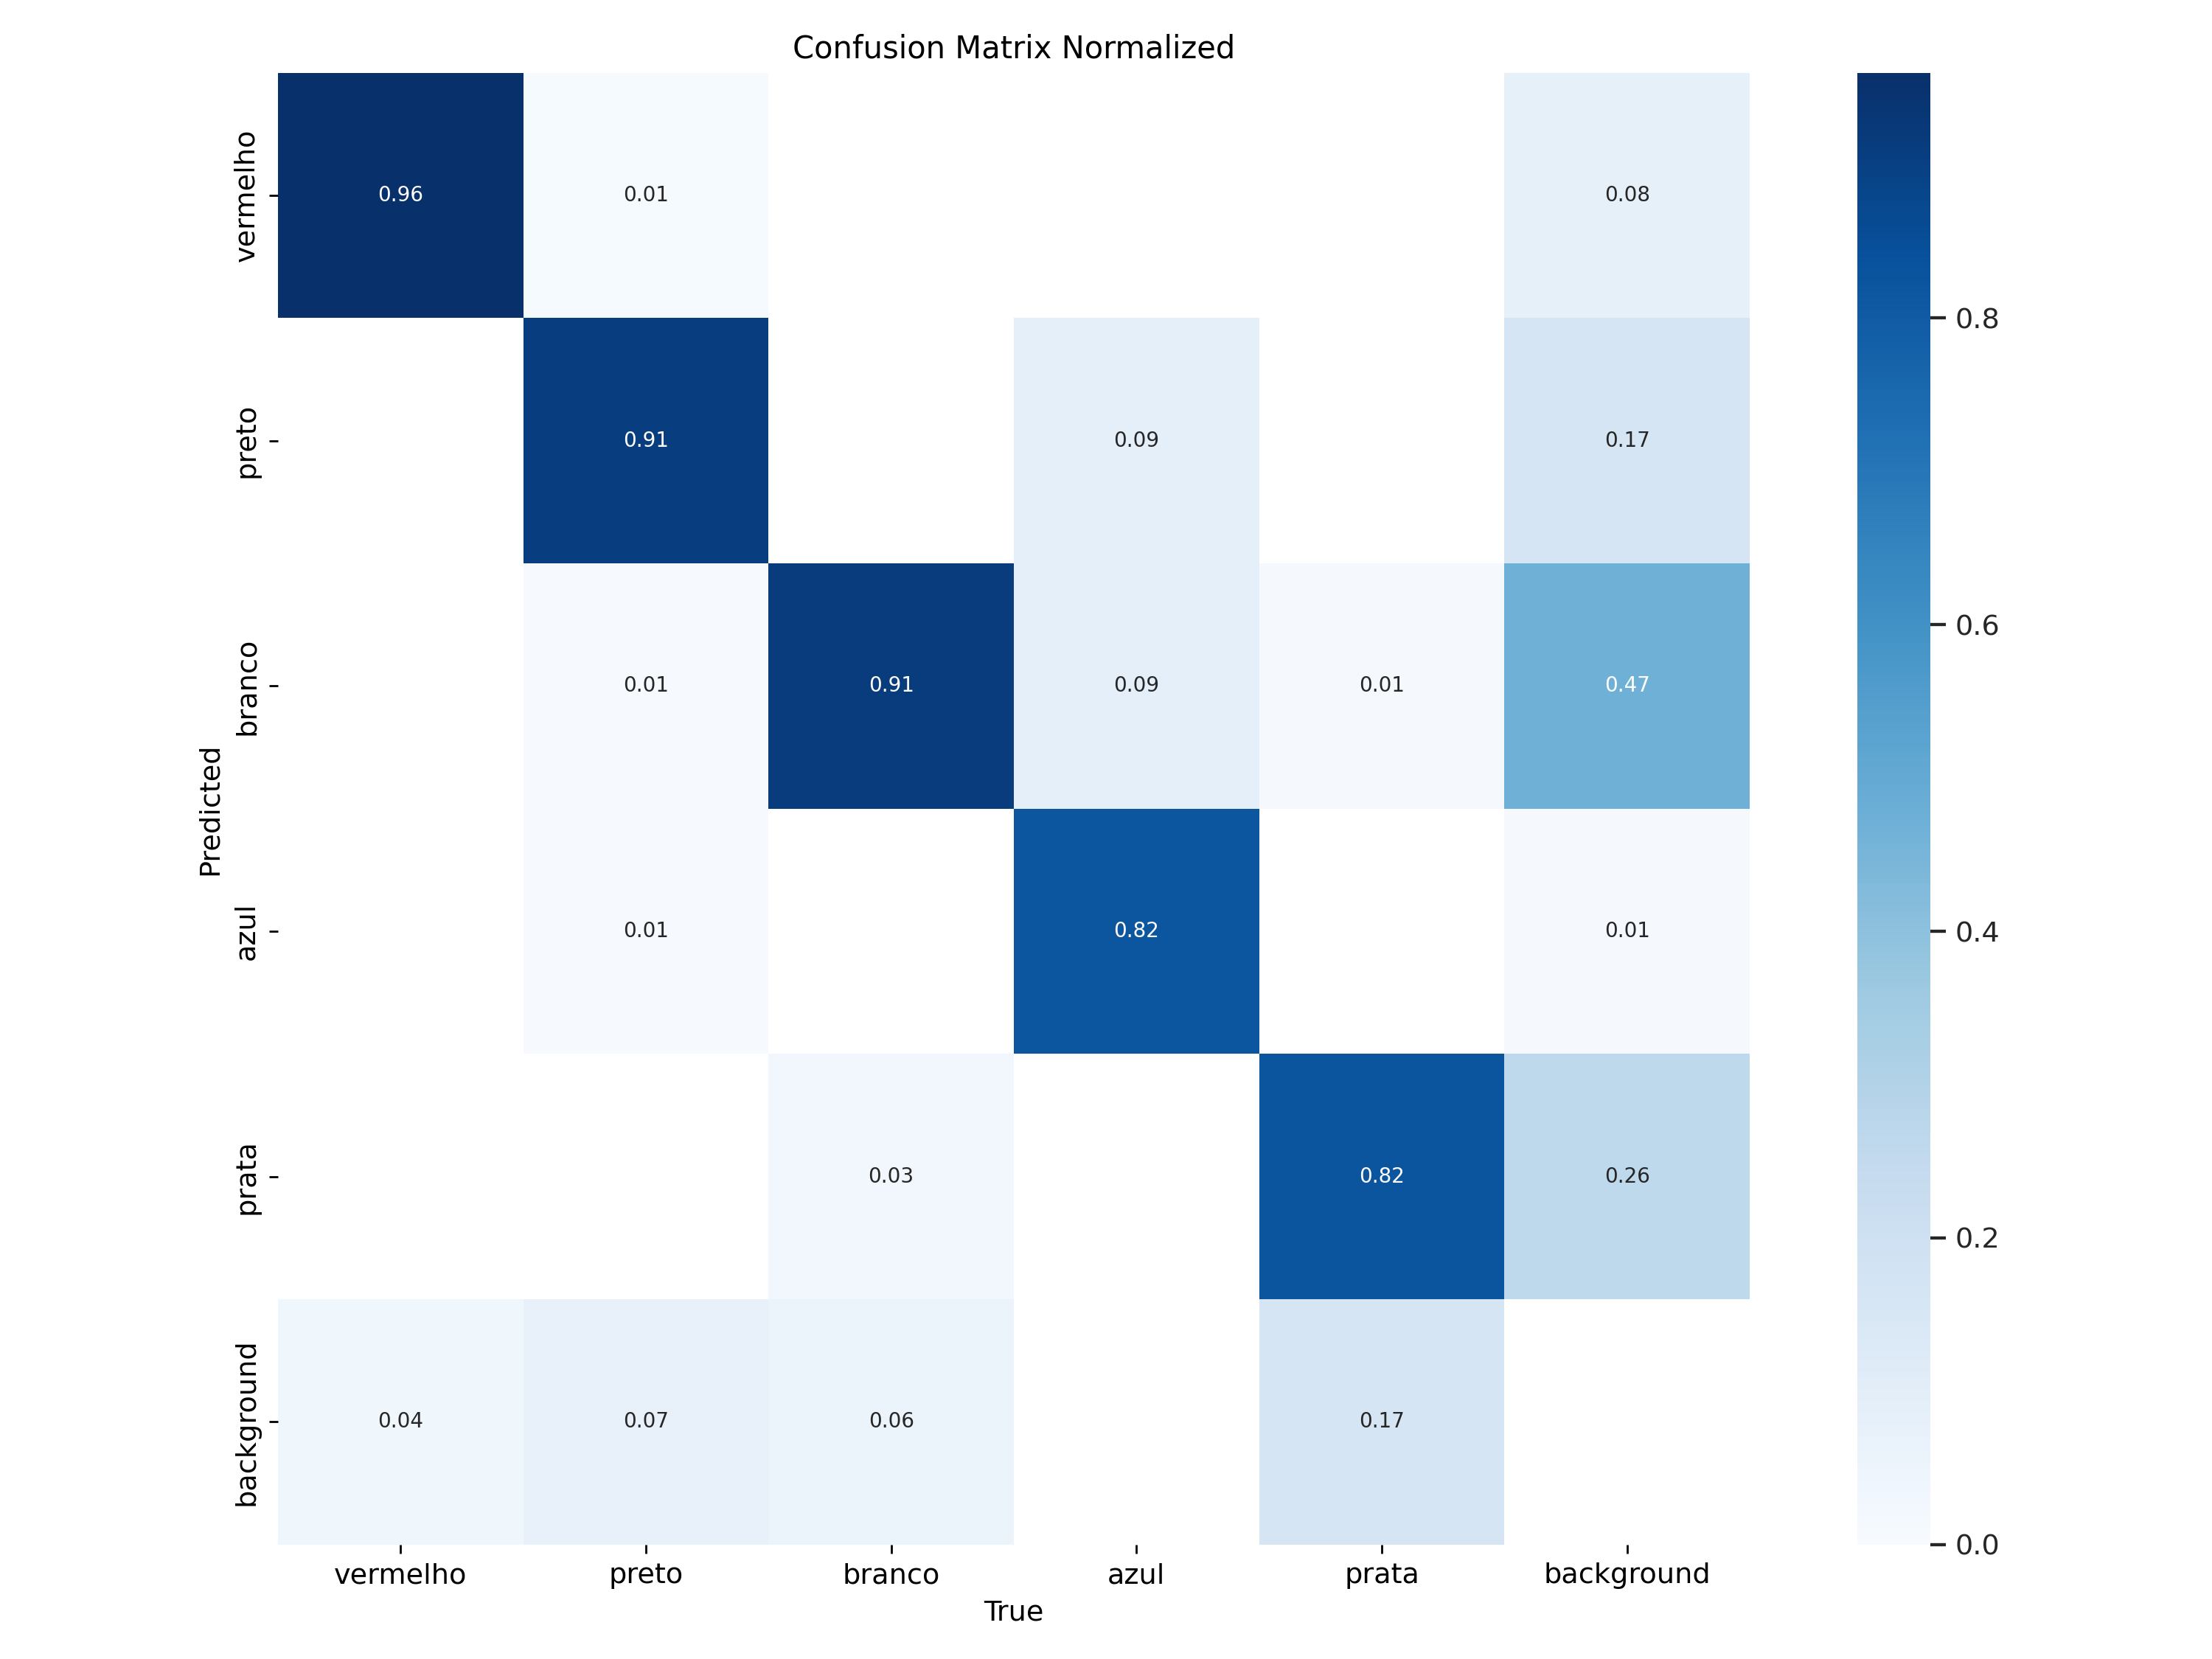 Confusion Matrix Normalized
vermelho 0.96 0.01 0.08
preto 0.91 0.09 0.17
branco 0.01 0.91 0.09 0.01 0.47
azul 0.01 0.82 0.01
prata 0.03 0.82 0.26
background 0.04 0.07 0.06 0.17
vermelho preto branco azul prata background
True
Predicted
0.8
0.6
0.4
0.2
0.0